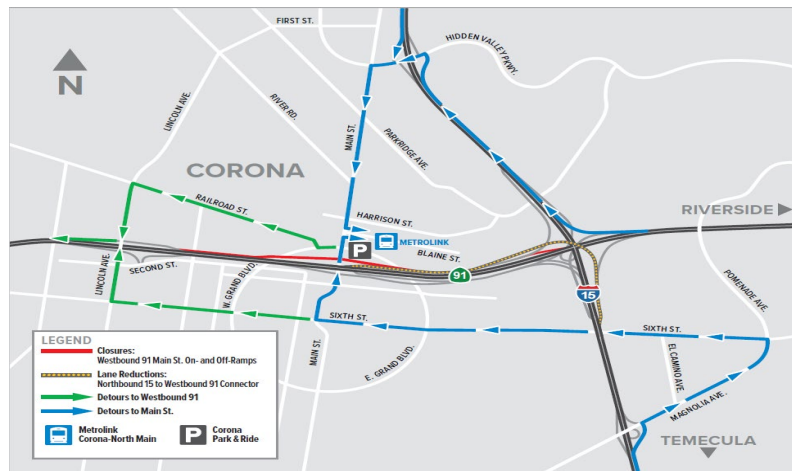 FIRST ST.
HIDDEN VALLEY PKWY.
N
LINCOLN AVE.
RIVER RD.
MAIN ST.
PARKRIDGE AVE.
CORONA
RAILROAD ST.
HARRISON ST.
METROLINK
P
BLAINE ST.
RIVERSIDE
SECOND ST.
LINCOLN AVE.
W. GRAND BLVD.
91
15
POMENADE AVE.
SIXTH ST.
SIXTH ST.
MAIN ST.
E. GRAND BLVD.
EL CAMINO AVE.
MAGNOLIA AVE.
TEMECULA
LEGEND
Closures:
Westbound 91 Main St. On- and Off-Ramps
Lane Reductions:
Northbound 15 to Westbound 91 Connector
Detours to Westbound 91
Detours to Main St.
Metrolink
Corona-North Main
P
Corona
Park & Ride